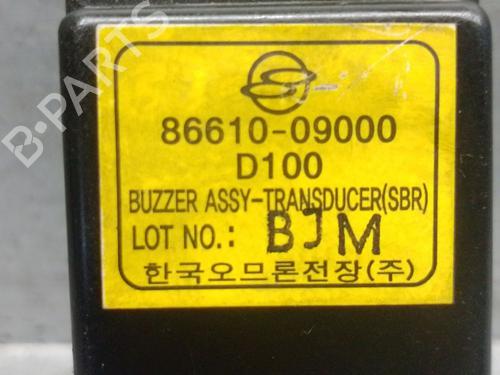 86610-09000
D100
BUZZER ASSY-TRANSDUCER(SBR)
LOT NO.: BJM
한국오므론전장(주)
B-PARTS